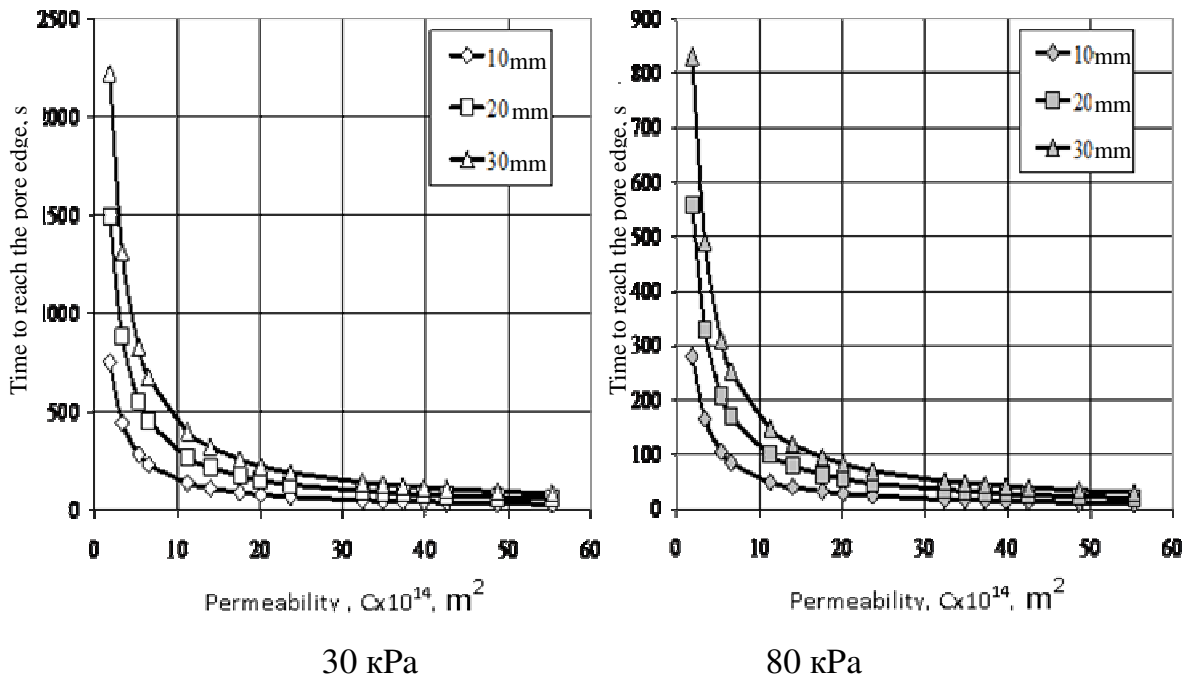 Time to reach the pore edge, s
2500
2000
1500
1000
500
0
0 10 20 30 40 50 60
10mm
20mm
30mm
Permeability , Cx10¹⁴, m²
30 кPa
Time to reach the pore edge, s
900
800
700
600
500
400
300
200
100
0
0 10 20 30 40 50 60
10mm
20mm
30mm
Permeability, Cx10¹⁴, m²
80 кPa